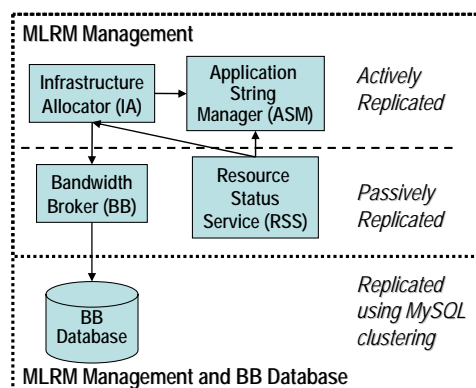 MLRM Management
Infrastructure
Allocator (IA)
Application
String
Manager (ASM)
Actively
Replicated
Bandwidth
Broker (BB)
Resource
Status
Service (RSS)
Passively
Replicated
BB
Database
Replicated
using MySQL
clustering
MLRM Management and BB Database